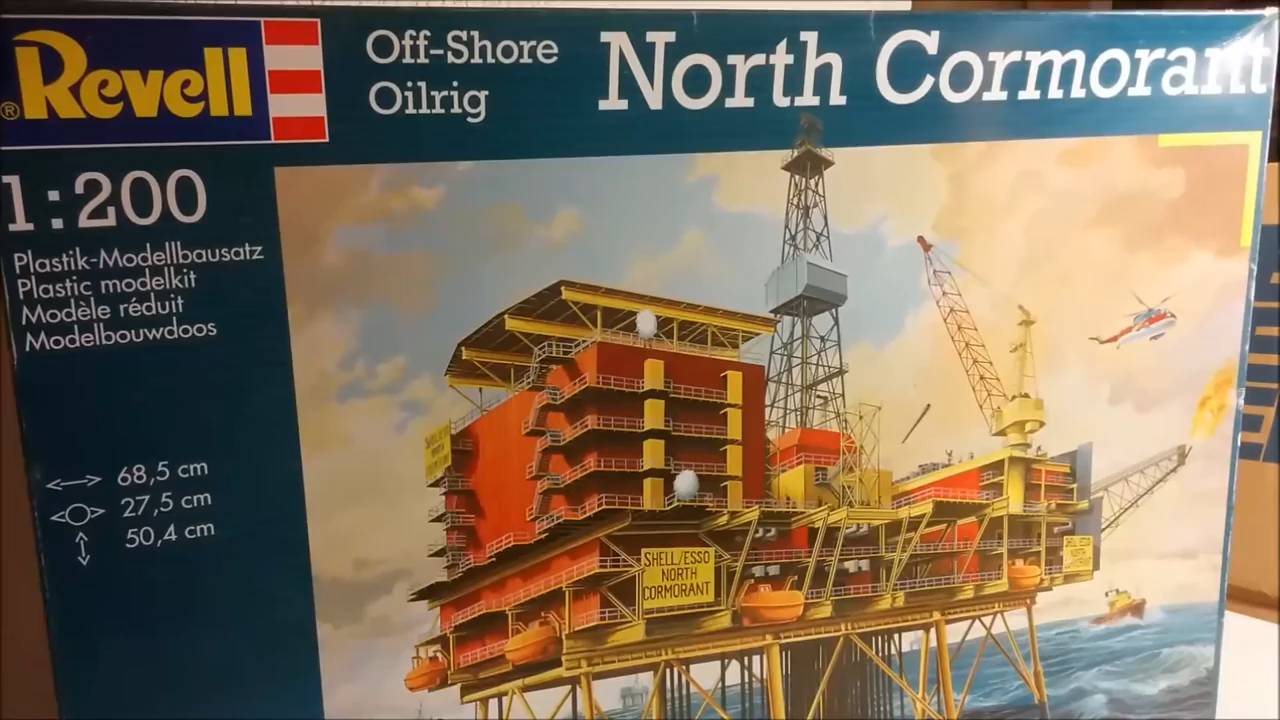 ® Revell
Off-Shore
Oilrig
North Cormorant
1:200
Plastik-Modellbausatz
Plastic modelkit
Modèle réduit
Modelbouwdoos
68,5 cm
27,5 cm
50,4 cm
SHELL/ESSO
NORTH
CORMORANT